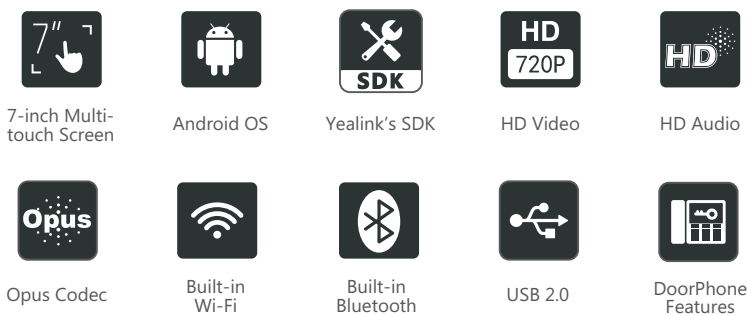 7"
SDK
HD
720P
HD
7-inch Multi-
touch Screen
Android OS
Yealink's SDK
HD Video
HD Audio
Opus
Opus Codec
Built-in
Wi-Fi
Built-in
Bluetooth
USB 2.0
DoorPhone
Features